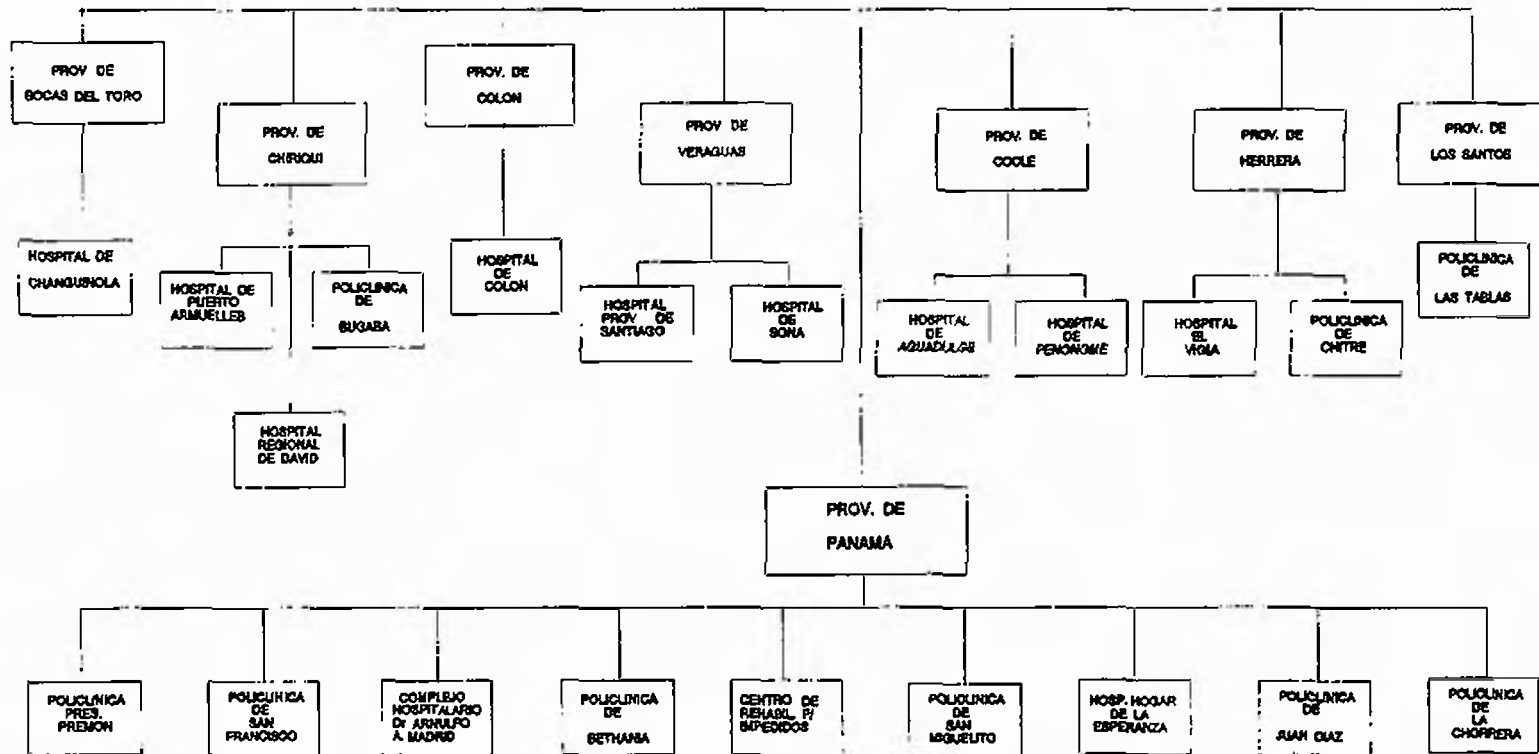 PROV DE
BOCAS DEL TORO
PROV. DE
CHIRIQUI
PROV. DE
COLON
PROV DE
VERAGUAS
PROV. DE
COCLE
PROV. DE
HERRERA
PROV. DE
LOS SANTOS
HOSPITAL DE
CHANGUINOLA
HOSPITAL DE
PUERTO
ARMUELLES
POLICLINICA
DE
BUGABA
HOSPITAL
REGIONAL
DE DAVID
HOSPITAL
DE
COLON
HOSPITAL
PROV DE
SANTIAGO
HOSPITAL
DE
SONA
HOSPITAL
DE
AQUADULCE
HOSPITAL
DE
PENONOME
HOSPITAL
EL
VIGIA
POLICLINICA
DE
CHITRE
POLICLINICA
DE
LAS TABLAS
PROV. DE
PANAMA
POLICLINICA
PRES.
PREMON
POLICLINICA
DE
SAN
FRANCISCO
COMPLEJO
HOSPITALARIO
Dr ARNULFO
A. MADRID
POLICLINICA
DE
BETHANIA
CENTRO DE
REHABIL. P/
IMPEDIDOS
POLICLINICA
DE
SAN
MIGUELITO
HOSP. HOGAR
DE LA
ESPERANZA
POLICLINICA
DE
JUAN DIAZ
POLICLINICA
DE
LA
CHORRERA